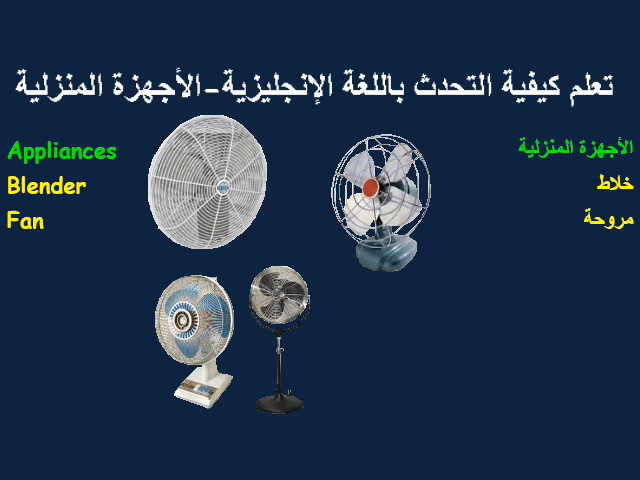 تعلم كيفية التحدث باللغة الإنجليزية-الأجهزة المنزلية
Appliances الأجهزة المنزلية
Blender خلاط
Fan مروحة